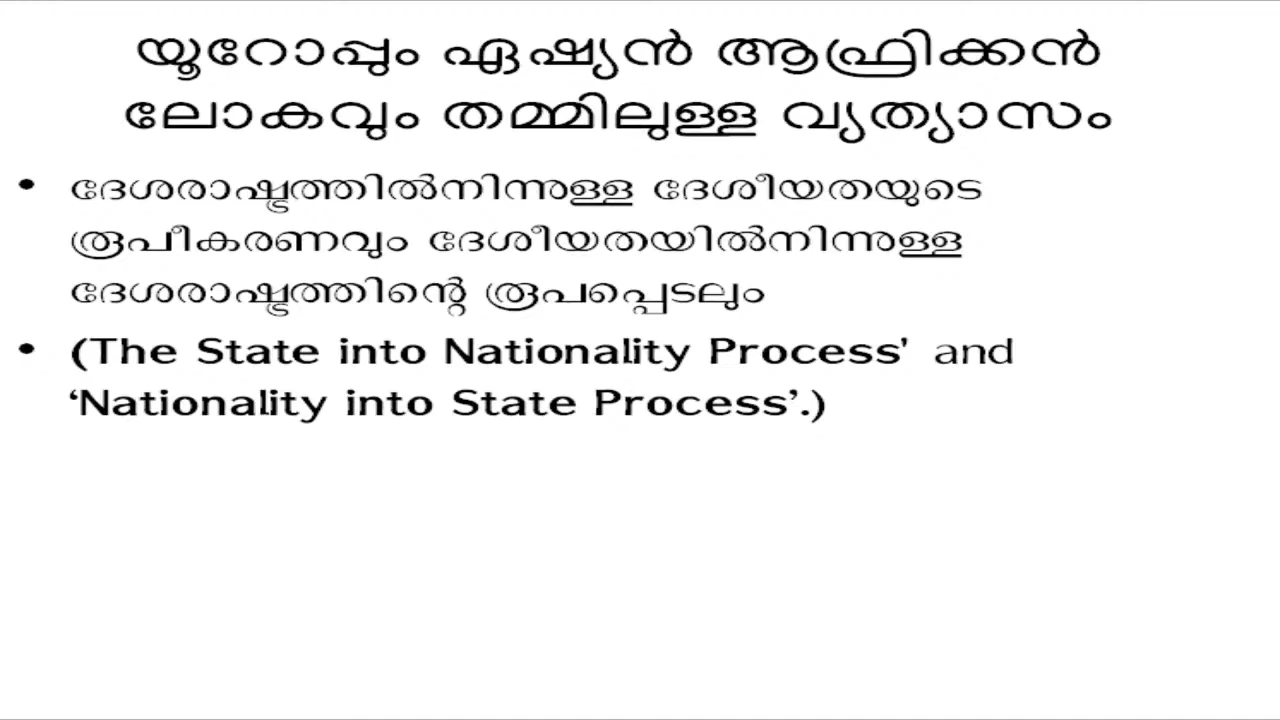 യൂറോപ്പും ഏഷ്യൻ ആഫ്രിക്കൻ
ലോകവും തമ്മിലുള്ള വ്യത്യാസം
• ദേശരാഷ്ട്രത്തിൽനിന്നുള്ള ദേശീയതയുടെ
രൂപീകരണവും ദേശീയതയിൽനിന്നുള്ള
ദേശരാഷ്ട്രത്തിന്റെ രൂപപ്പെടലും
• (The State into Nationality Process' and
‘Nationality into State Process’.)